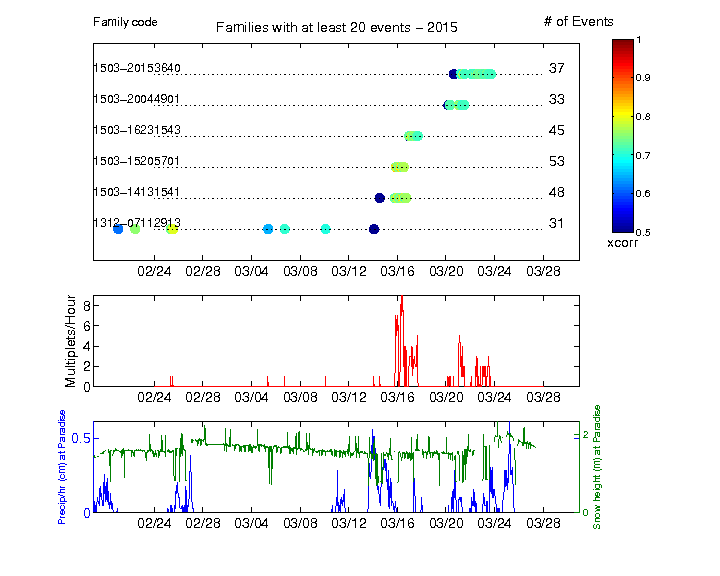 Family code
Families with at least 20 events - 2015
# of Events
1503-20153640 37
1503-20044901 33
1503-16231543 45
1503-15205701 53
1503-14131541 48
1312-07112913 31
02/24 02/28 03/04 03/08 03/12 03/16 03/20 03/24 03/28
1
0.9
0.8
0.7
0.6
0.5
xcorr
Multiplets/Hour
8
6
4
2
0
02/24 02/28 03/04 03/08 03/12 03/16 03/20 03/24 03/28
Precip/hr (cm) at Paradise
0.5
0
2
0
Snow height (m) at Paradise
02/24 02/28 03/04 03/08 03/12 03/16 03/20 03/24 03/28